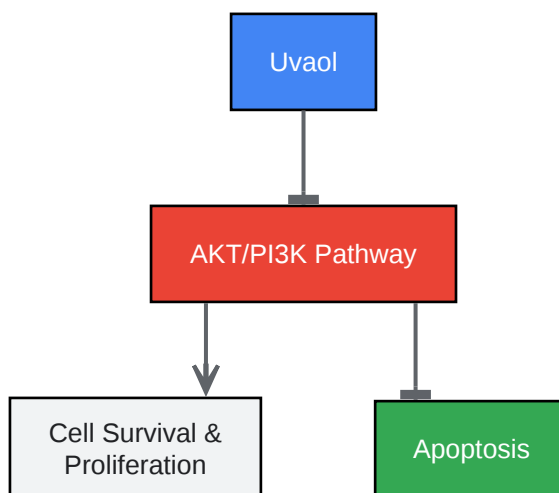 Uvaol
AKT/PI3K Pathway
Cell Survival &
Proliferation
Apoptosis